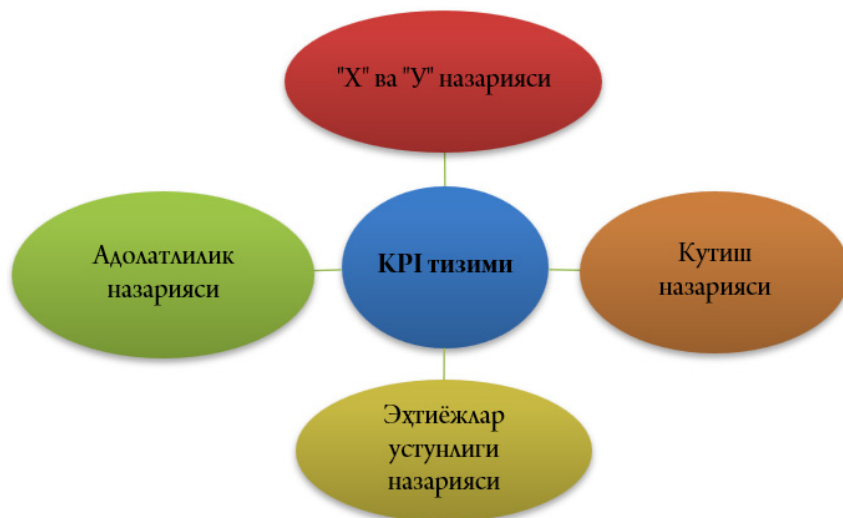 "Х" ва "У" назарияси
Адолатлилик
назарияси
KPI тизими
Кутиш
назарияси
Эҳтиёжлар
устунлиги
назарияси